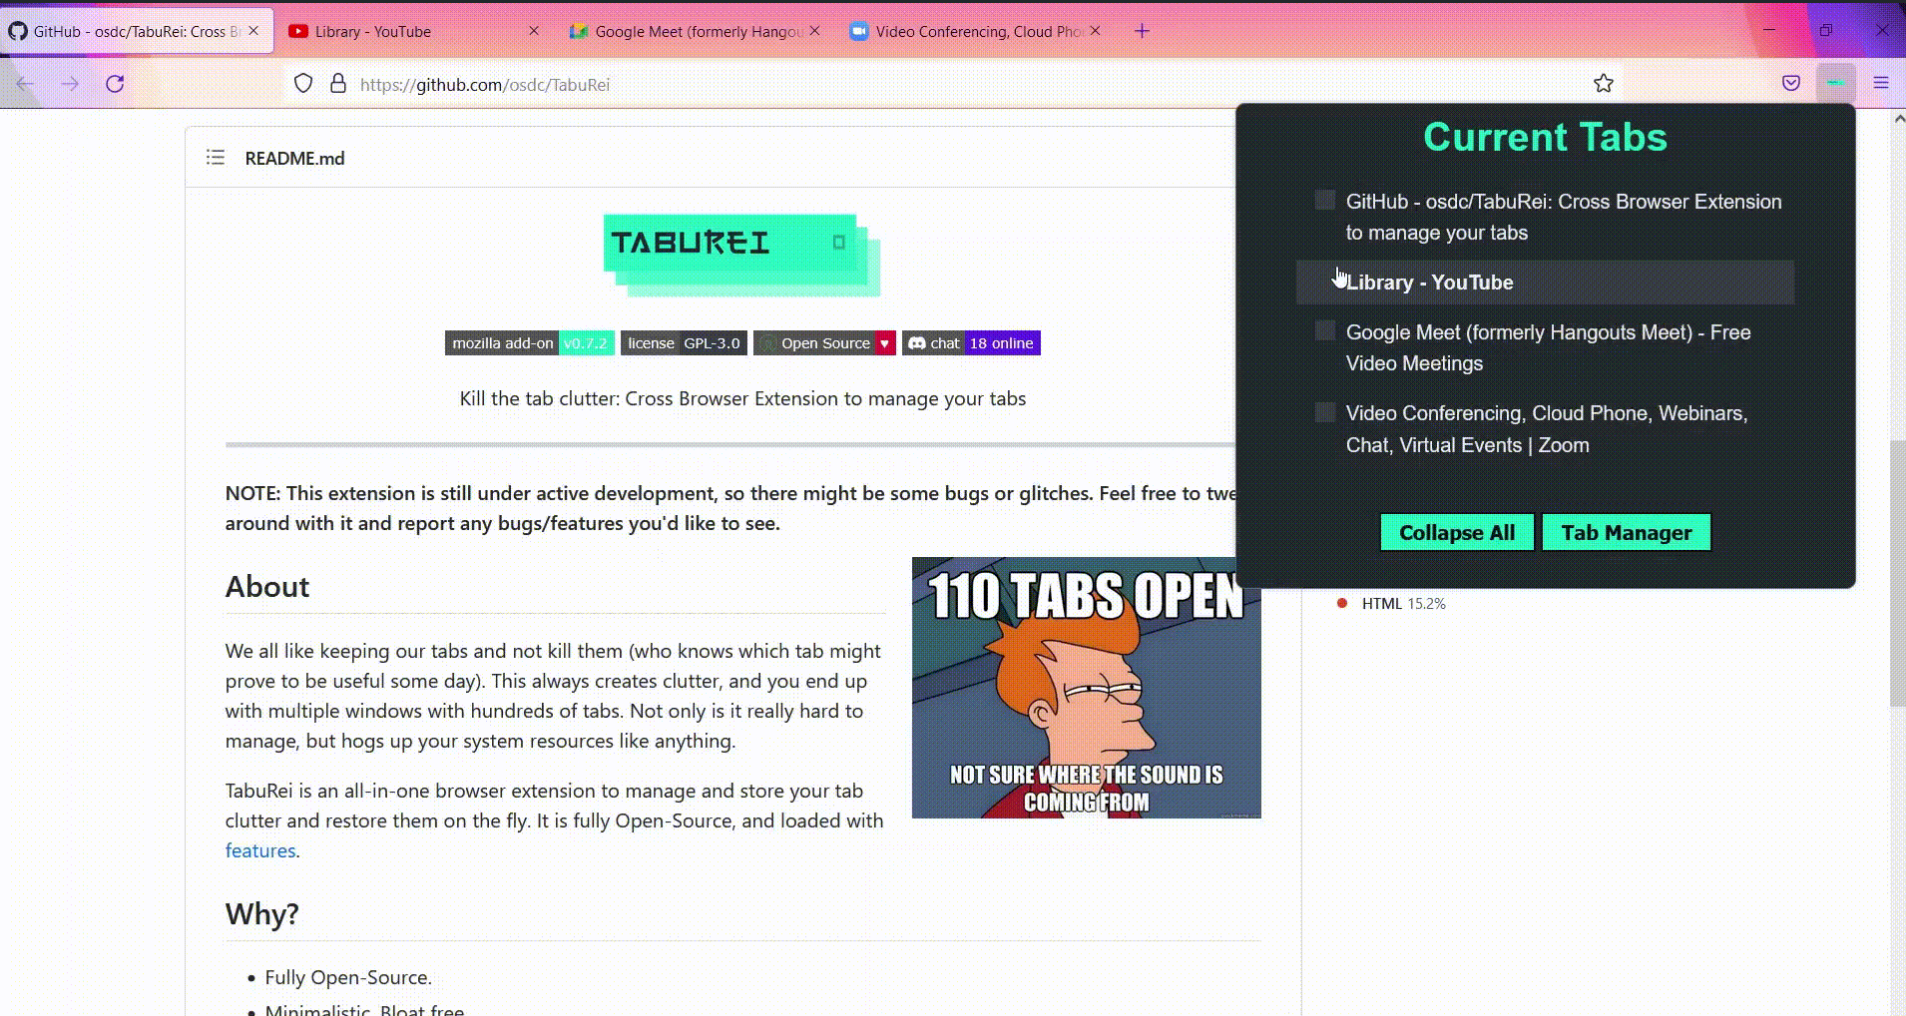 GitHub - osdc/TabuRei: Cross B
Library - YouTube
Google Meet (formerly Hangou
Video Conferencing, Cloud Pho
https://github.com/osdc/TabuRei
README.md
TABUREI
mozilla add-on v0.7.2
license GPL-3.0
Open Source ♥
chat 18 online
Kill the tab clutter: Cross Browser Extension to manage your tabs
NOTE: This extension is still under active development, so there might be some bugs or glitches. Feel free to twe
around with it and report any bugs/features you'd like to see.
About
We all like keeping our tabs and not kill them (who knows which tab might
prove to be useful some day). This always creates clutter, and you end up
with multiple windows with hundreds of tabs. Not only is it really hard to
manage, but hogs up your system resources like anything.
TabuRei is an all-in-one browser extension to manage and store your tab
clutter and restore them on the fly. It is fully Open-Source, and loaded with
features.
110 TABS OPEN
NOT SURE WHERE THE SOUND IS
COMING FROM
Why?
• Fully Open-Source.
• Minimalistic, Bloat free
Current Tabs
GitHub - osdc/TabuRei: Cross Browser Extension
to manage your tabs
Library - YouTube
Google Meet (formerly Hangouts Meet) - Free
Video Meetings
Video Conferencing, Cloud Phone, Webinars,
Chat, Virtual Events | Zoom
Collapse All
Tab Manager
HTML 15.2%